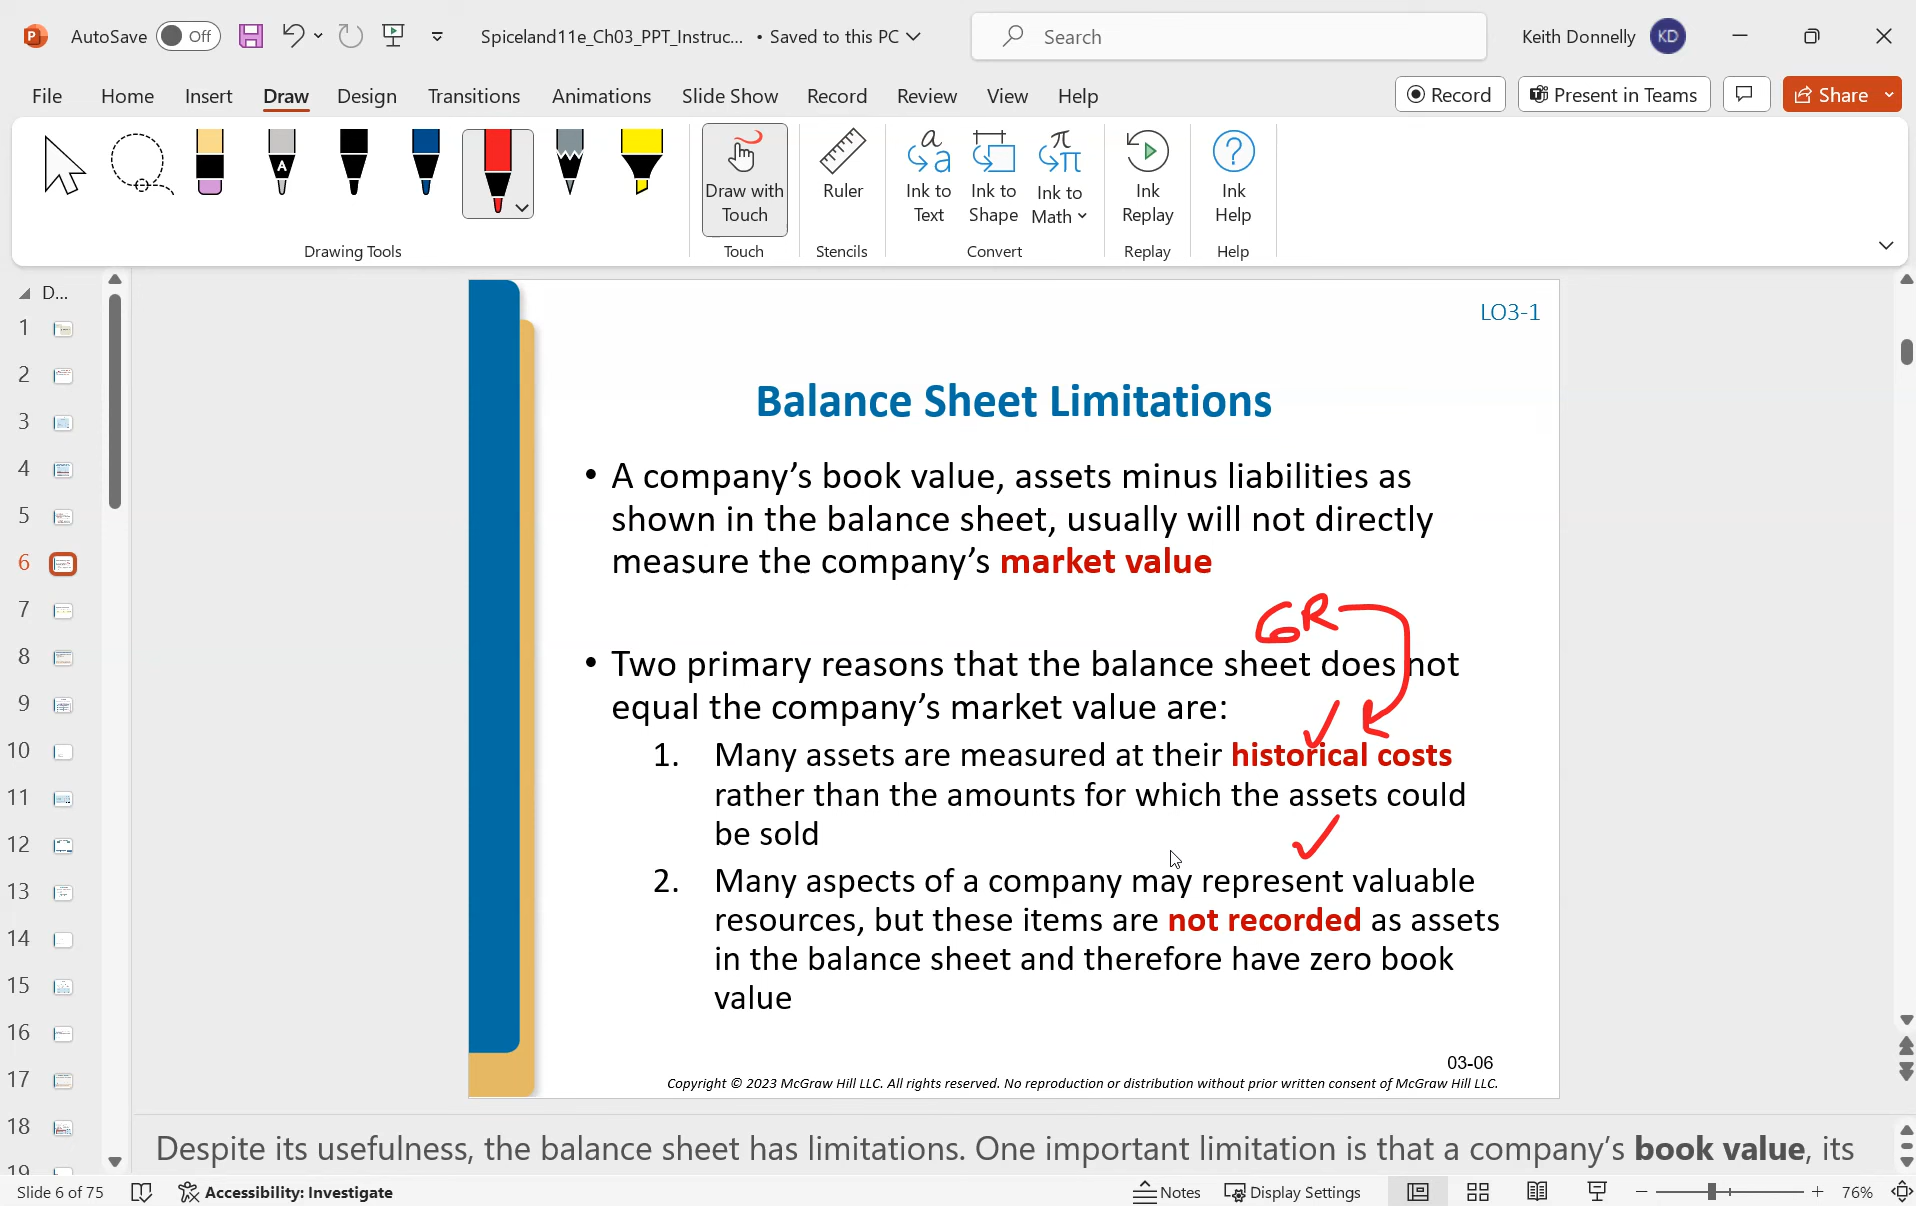 AutoSave Off Spiceland11e_Ch03_PPT_Instruc... • Saved to this PC Search Keith Donnelly KD
File Home Insert Draw Design Transitions Animations Slide Show Record Review View Help Record Present in Teams Share
Draw with Touch
Ruler
Ink to Text
Ink to Shape
Ink to Math
Ink Replay
Ink Help
Drawing Tools Touch Stencils Convert Replay Help
D...
1
2
3
4
5
6
7
8
9
10
11
12
13
14
15
16
17
18
19
LO3-1
Balance Sheet Limitations
• A company’s book value, assets minus liabilities as
shown in the balance sheet, usually will not directly
measure the company’s market value
GR
• Two primary reasons that the balance sheet does not
equal the company’s market value are:
1. Many assets are measured at their historical costs
rather than the amounts for which the assets could
be sold
2. Many aspects of a company may represent valuable
resources, but these items are not recorded as assets
in the balance sheet and therefore have zero book
value
03-06
Copyright © 2023 McGraw Hill LLC. All rights reserved. No reproduction or distribution without prior written consent of McGraw Hill LLC.
Despite its usefulness, the balance sheet has limitations. One important limitation is that a company’s book value, its
Slide 6 of 75 Accessibility: Investigate Notes Display Settings 76%